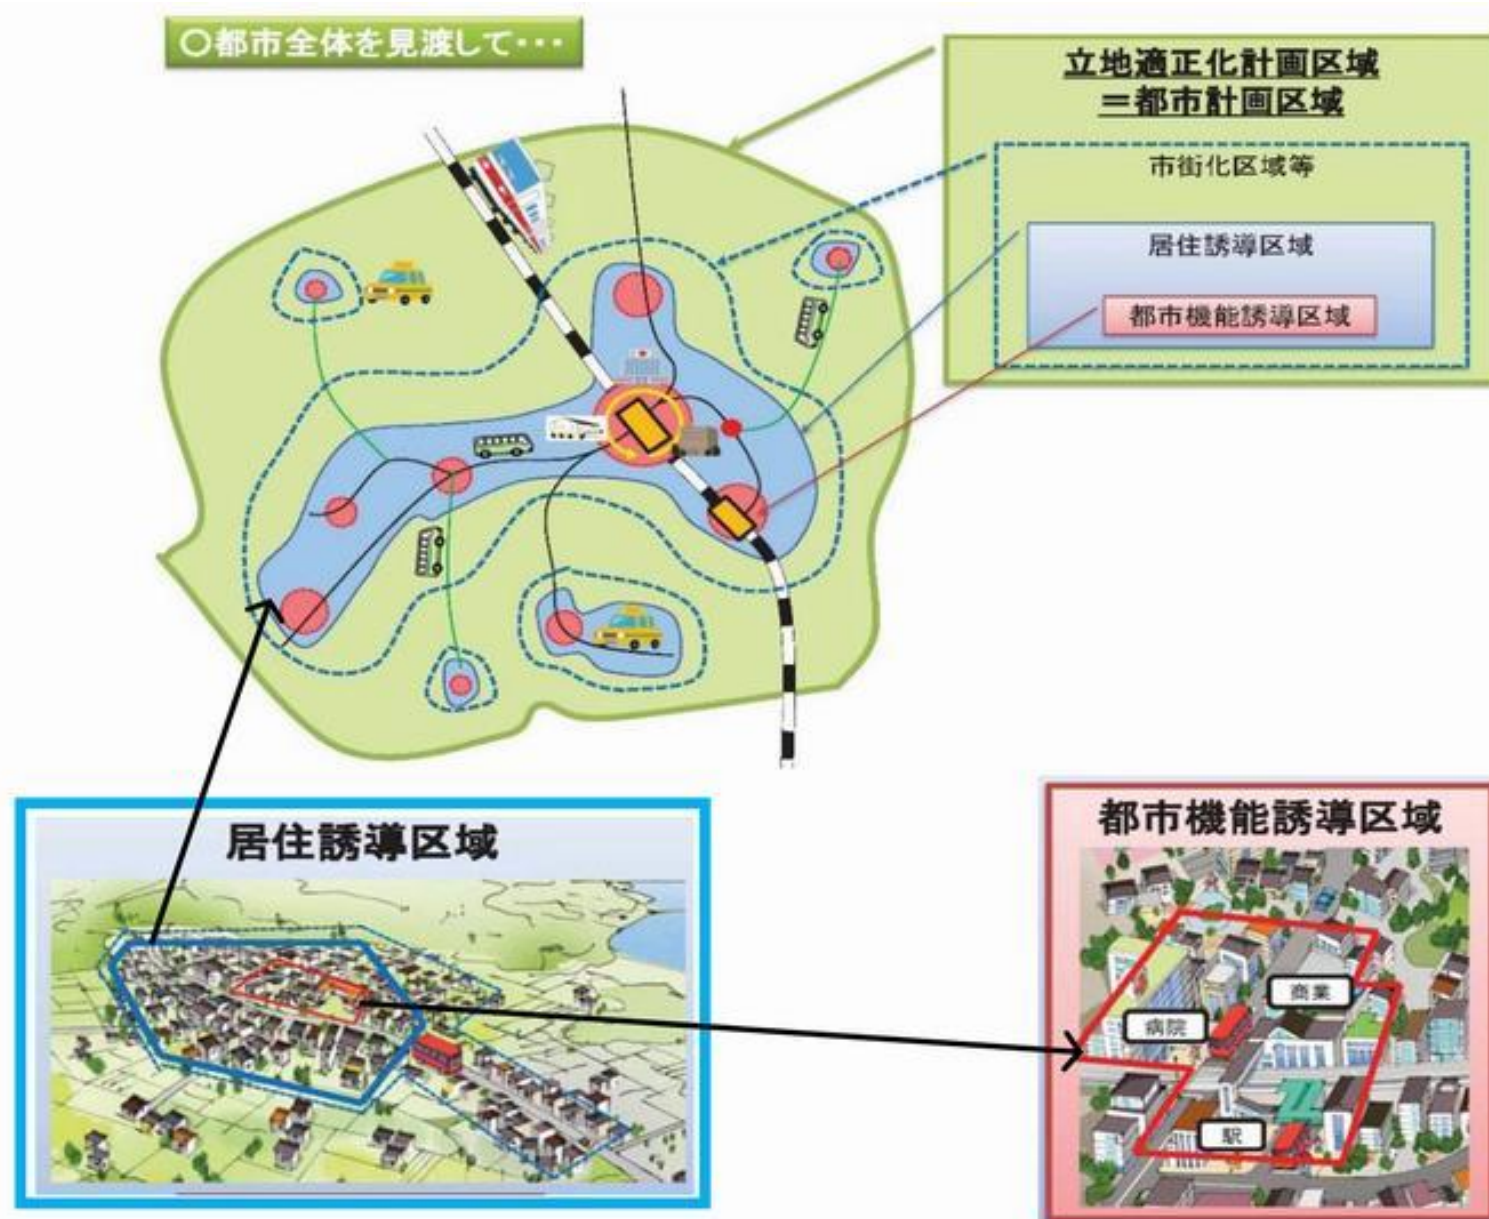 〇都市全体を見渡して・・・
立地適正化計画区域
＝都市計画区域
市街化区域等
居住誘導区域
都市機能誘導区域
居住誘導区域
都市機能誘導区域
商業
病院
駅